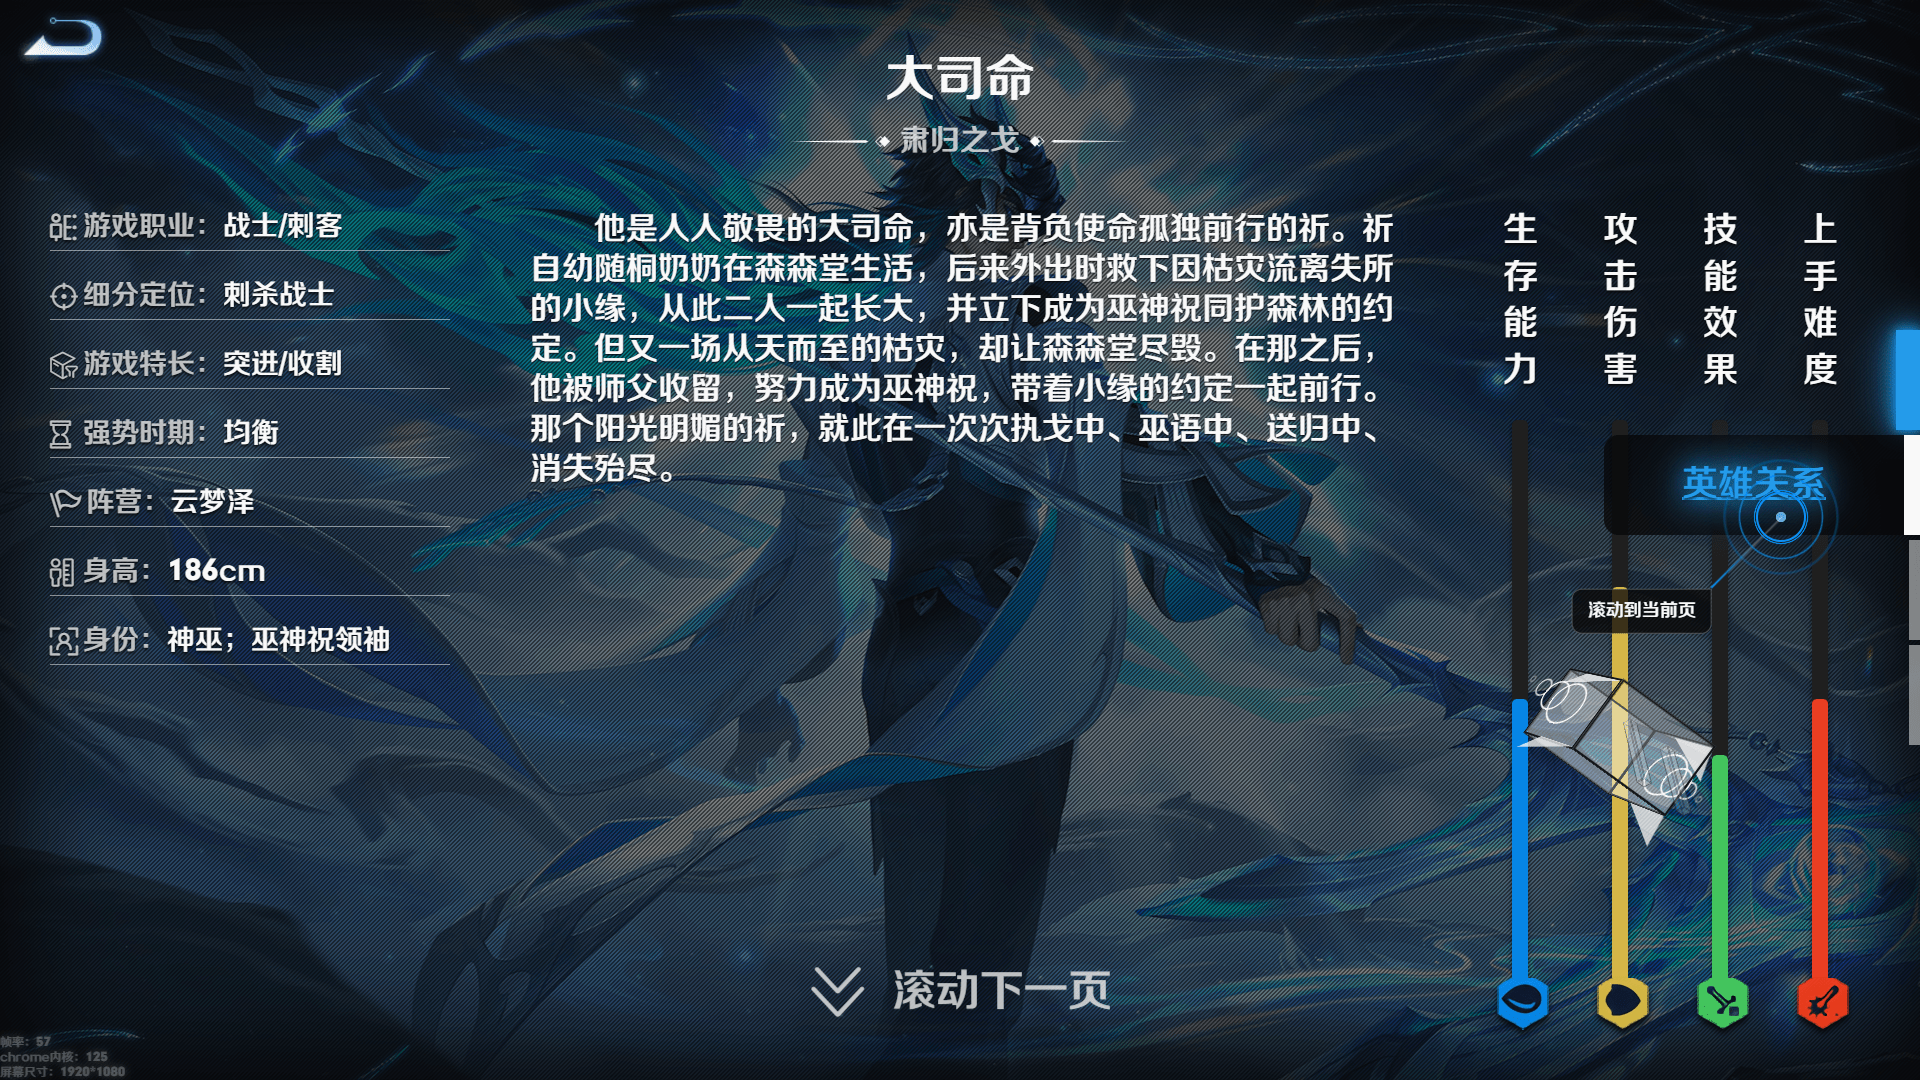 大司命
肃归之戈
游戏职业：战士/刺客
细分定位：刺杀战士
游戏特长：突进/收割
强势时期：均衡
阵营：云梦泽
身高：186cm
身份：神巫；巫神祝领袖
他是人人敬畏的大司命，亦是背负使命孤独前行的祈。祈
自幼随桐奶奶在森森堂生活，后来外出时救下因枯灾流离失所
的小缘，从此二人一起长大，并立下成为巫神祝同护森林的约
定。但又一场从天而至的枯灾，却让森森堂尽毁。在那之后，
他被师父收留，努力成为巫神祝，带着小缘的约定一起前行。
那个阳光明媚的祈，就此在一次次执戈中、巫语中、送归中、
消失殆尽。
生存能力
攻击伤害
技能效果
上手难度
英雄关系
滚动到当前页
滚动下一页
帧率：57
chrome内核：125
屏幕尺寸：1920*1080